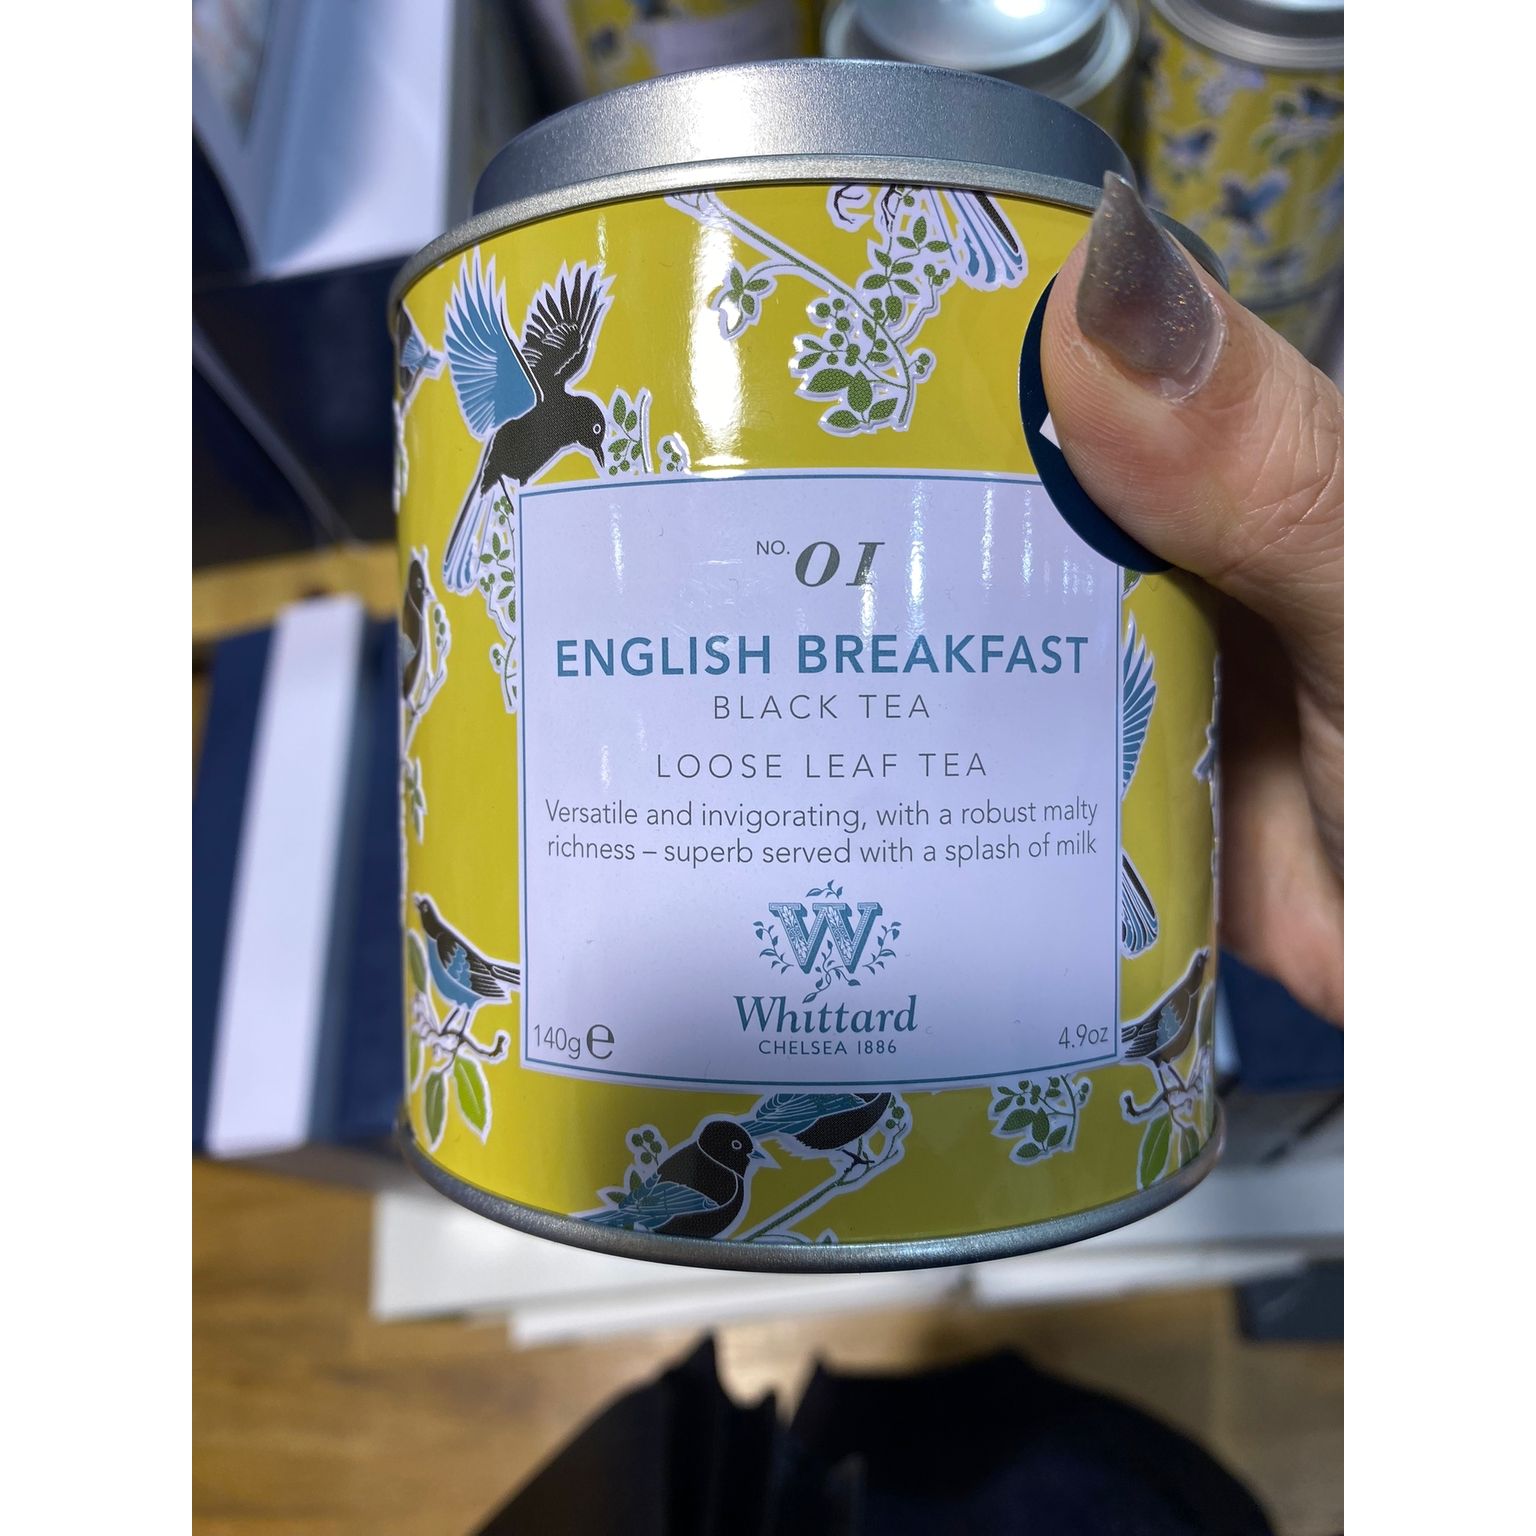 NO. 01
ENGLISH BREAKFAST
BLACK TEA
LOOSE LEAF TEA
Versatile and invigorating, with a robust malty
richness – superb served with a splash of milk
W
Whittard
CHELSEA 1886
140g ℮
4.9oz